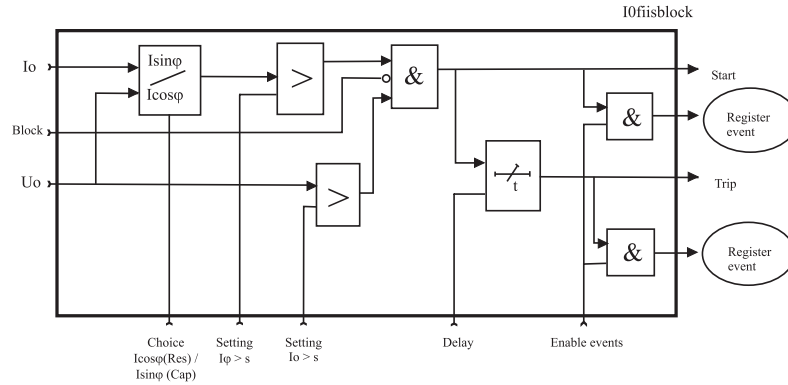 I0fiisblock
Io
Isinφ
Icosφ
>
&
Start
Register
event
&
Block
Uo
>
t
Trip
&
Register
event
Choice
Icosφ(Res) /
Isinφ (Cap)
Setting
Iφ > s
Setting
Io > s
Delay
Enable events